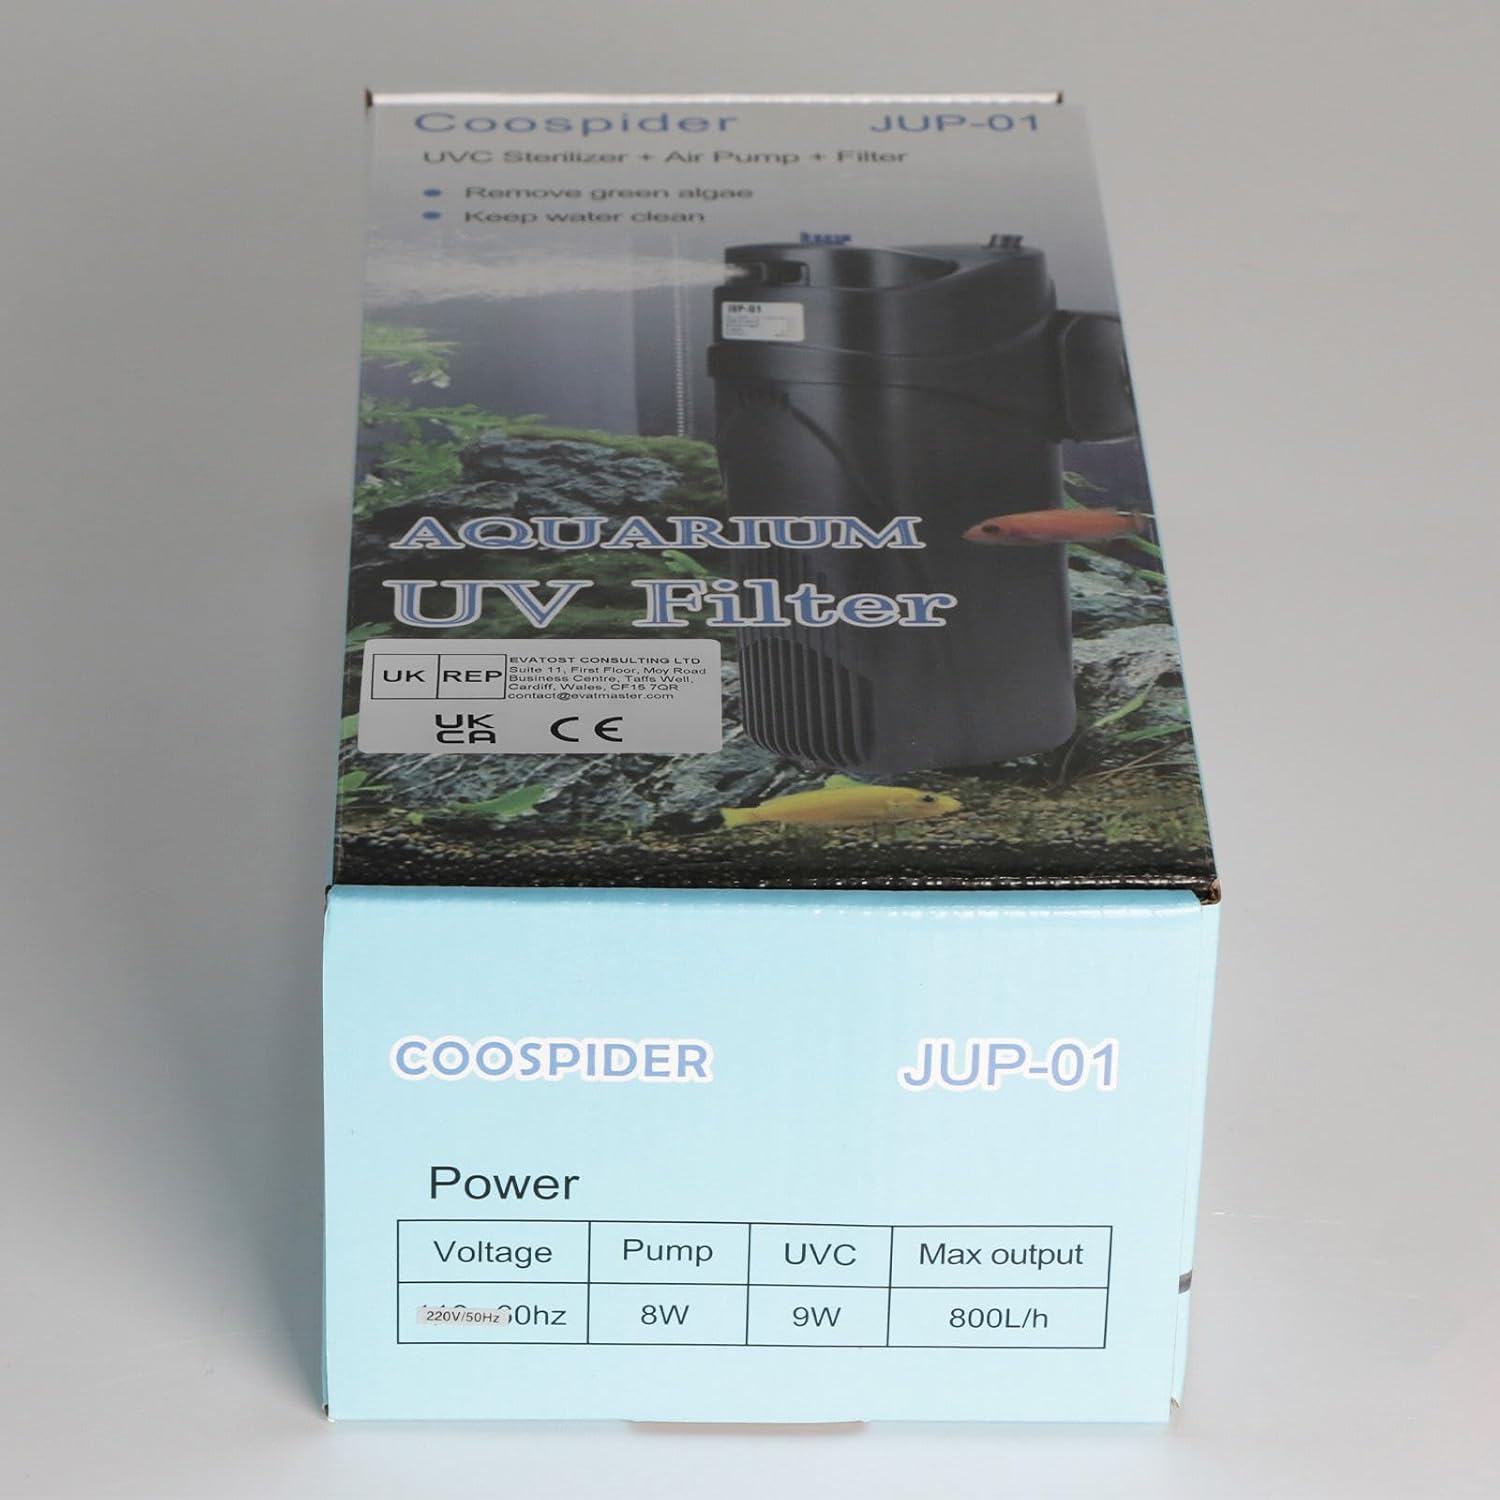 Coospider JUP-01
UVC Sterilizer + Air Pump + Filter
Remove green algae
Keep water clean
JUP-01
AQUARIUM
UV Filter
UK REP
EVATOST CONSULTING LTD
Suite 11, First Floor, Moy Road
Business Centre, Taffs Well,
Cardiff, Wales, CF15 7QR
contact@evatmaster.com
UK
CA
CE
COOSPIDER JUP-01
Power
Voltage Pump UVC Max output
220V/50Hz 0hz 8W 9W 800L/h